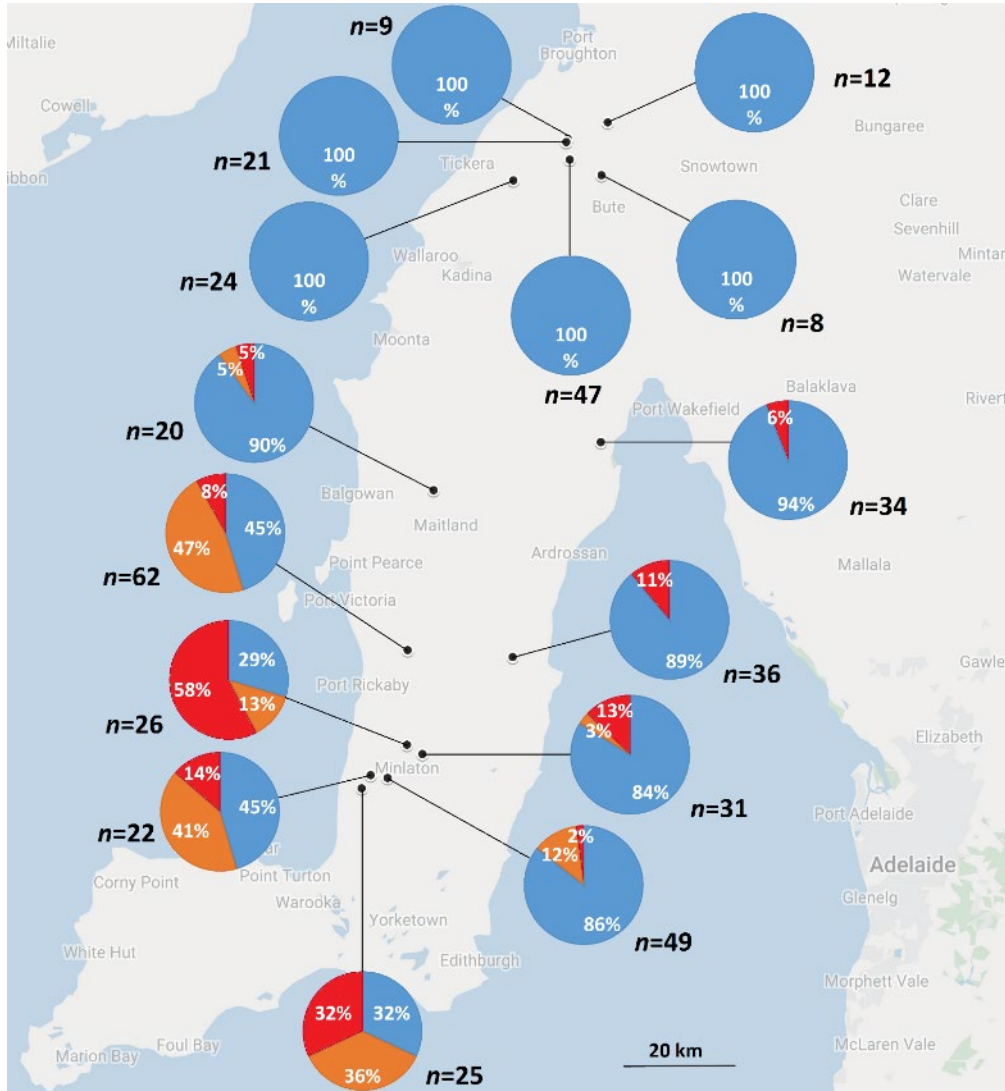 n=9
Port
Broughton
Miltalie
100
%
100
%
n=12
Cowell
Bungaree
100
%
n=21
Tickera
Snowtown
ibbon
Bute
Clare
Sevenhill
Wallaroo
Mintar
n=24
100
%
Kadina
100
%
Watervale
Moonta
100
%
n=8
5%
5%
n=47
Balaklava
Port Wakefield
Riverf
n=20
90%
6%
94%
n=34
Balgowan
Maitland
8%
45%
47%
Ardrossan
Mallala
n=62
Point Pearce
11%
Port Victoria
89%
n=36
Gawle
29%
58%
13%
Port Rickaby
n=26
13%
3%
Elizabeth
Minlaton
84%
n=31
14%
45%
41%
n=22
Port Adelaide
2%
12%
86%
n=49
Adelaide
ar
Corny Point
Point Turton
Warooka
Glenelg
Yorketown
White Hut
Edithburgh
Morphett Vale
32%
32%
36%
n=25
Foul Bay
Marion Bay
20 km
McLaren Vale